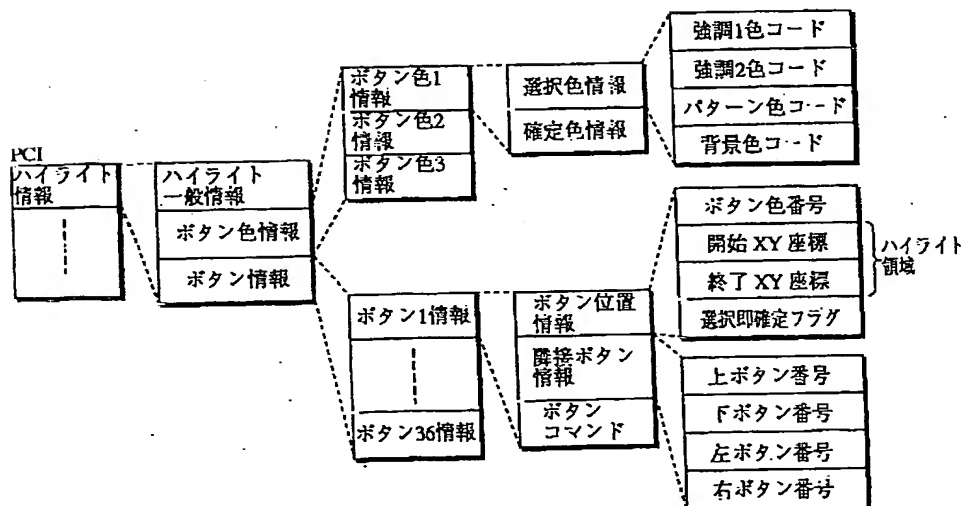 PCI
ハイライト
情報
ハイライト
一般情報
ボタン色情報
ボタン情報
ボタン色1
情報
ボタン色2
情報
ボタン色3
情報
選択色情報
確定色情報
強調1色コード
強調2色コード
パターン色コード
背景色コード
ボタン1情報
ボタン36情報
ボタン位置
情報
隣接ボタン
情報
ボタン
コマンド
ボタン色番号
開始 XY 座標
終了 XY 座標
選択即確定フラグ
ハイライト
領域
上ボタン番号
下ボタン番号
左ボタン番号
右ボタン番号